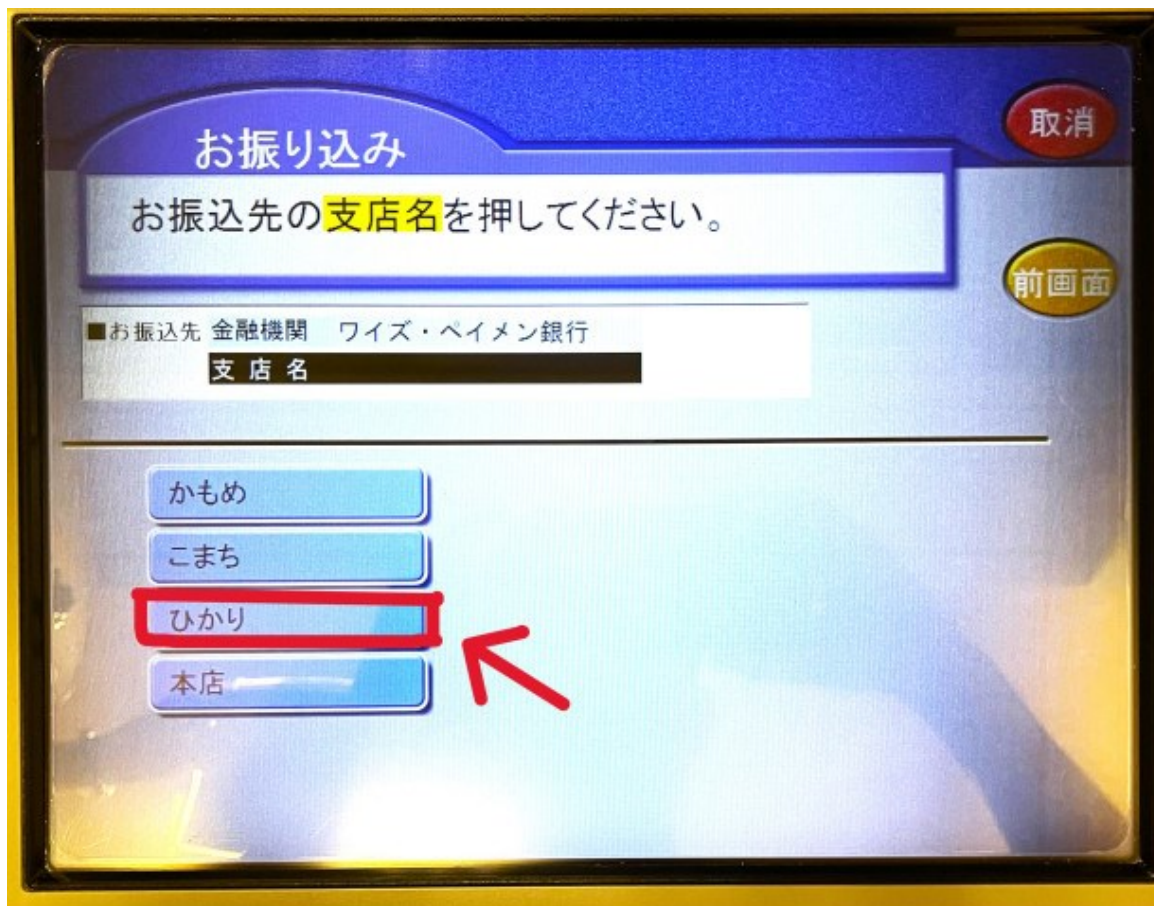 お振り込み
取消
お振込先の支店名を押してください。
前画面
■お振込先 金融機関 ワイズ・ペイメン銀行
支店名
かもめ
こまち
ひかり
本店